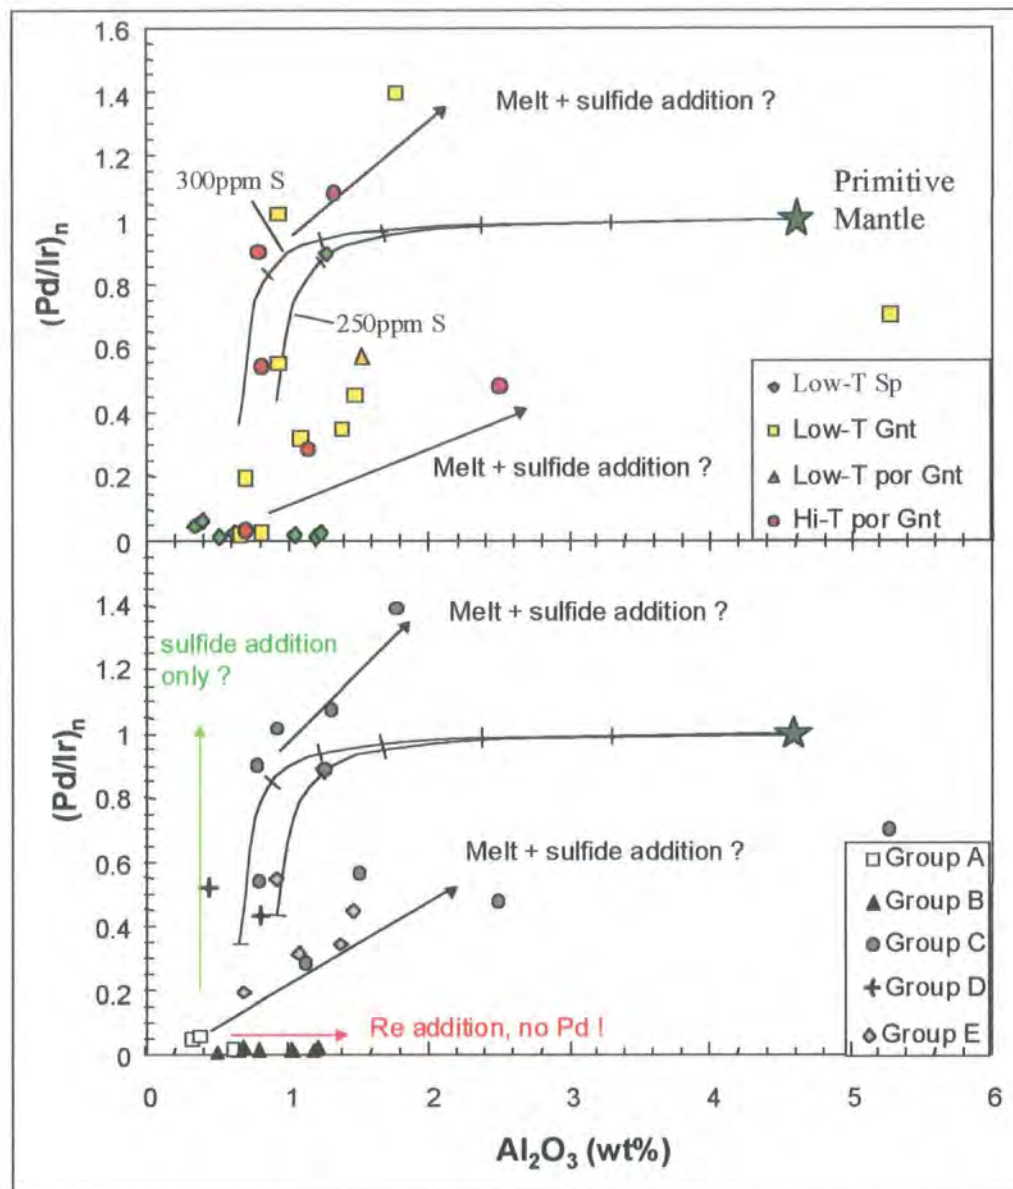 1.6
1.4
1.2
1
0.8
0.6
0.4
0.2
0
(Pd/Ir)n
Melt + sulfide addition ?
300ppm S
Primitive
Mantle
250ppm S
Melt + sulfide addition ?
Low-T Sp
Low-T Gnt
Low-T por Gnt
Hi-T por Gnt
1.4
1.2
1
0.8
0.6
0.4
0.2
0
(Pd/Ir)n
Melt + sulfide addition ?
sulfide addition
only ?
Melt + sulfide addition ?
Re addition, no Pd !
Group A
Group B
Group C
Group D
Group E
0 1 2 3 4 5 6
Al2O3 (wt%)